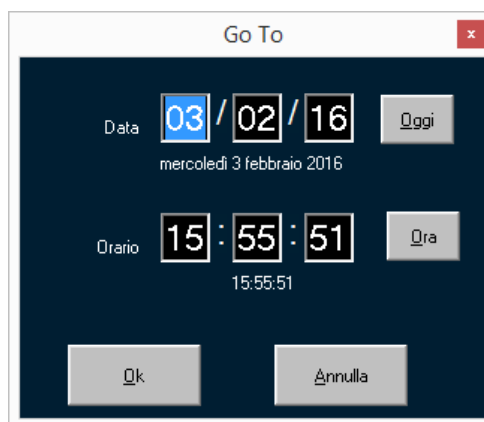 Go To
x
Data 03 / 02 / 16 Oggi
mercoledì 3 febbraio 2016
Orario 15 : 55 : 51 Ora
15:55:51
Ok Annulla